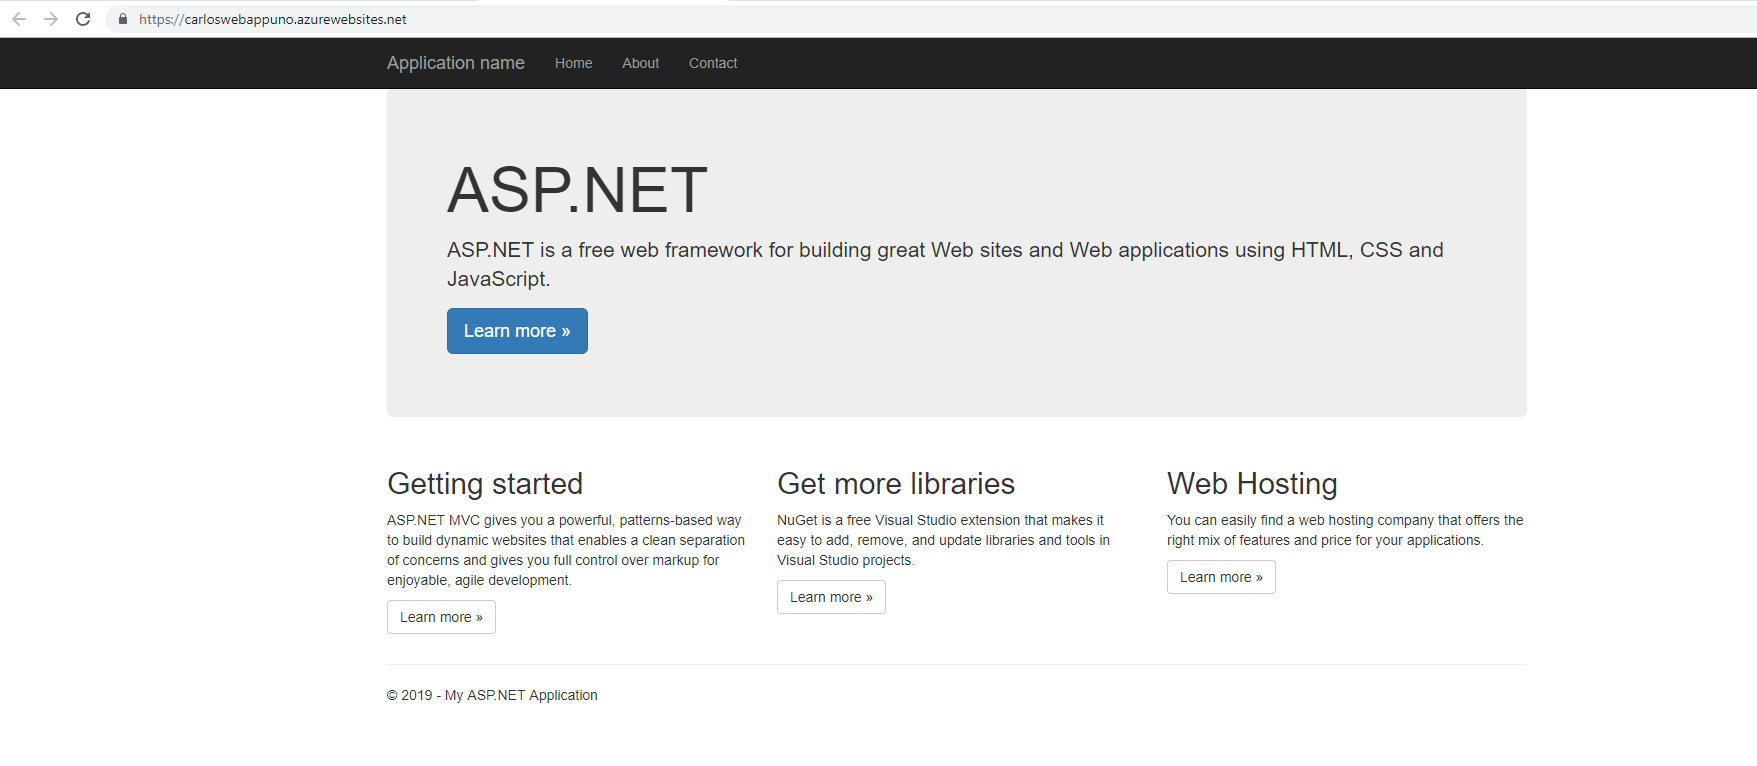 https://carloswebappuno.azurewebsites.net
Application name Home About Contact
ASP.NET
ASP.NET is a free web framework for building great Web sites and Web applications using HTML, CSS and
JavaScript.
Learn more »
Getting started
ASP.NET MVC gives you a powerful, patterns-based way
to build dynamic websites that enables a clean separation
of concerns and gives you full control over markup for
enjoyable, agile development.
Learn more »
Get more libraries
NuGet is a free Visual Studio extension that makes it
easy to add, remove, and update libraries and tools in
Visual Studio projects.
Learn more »
Web Hosting
You can easily find a web hosting company that offers the
right mix of features and price for your applications.
Learn more »
© 2019 - My ASP.NET Application